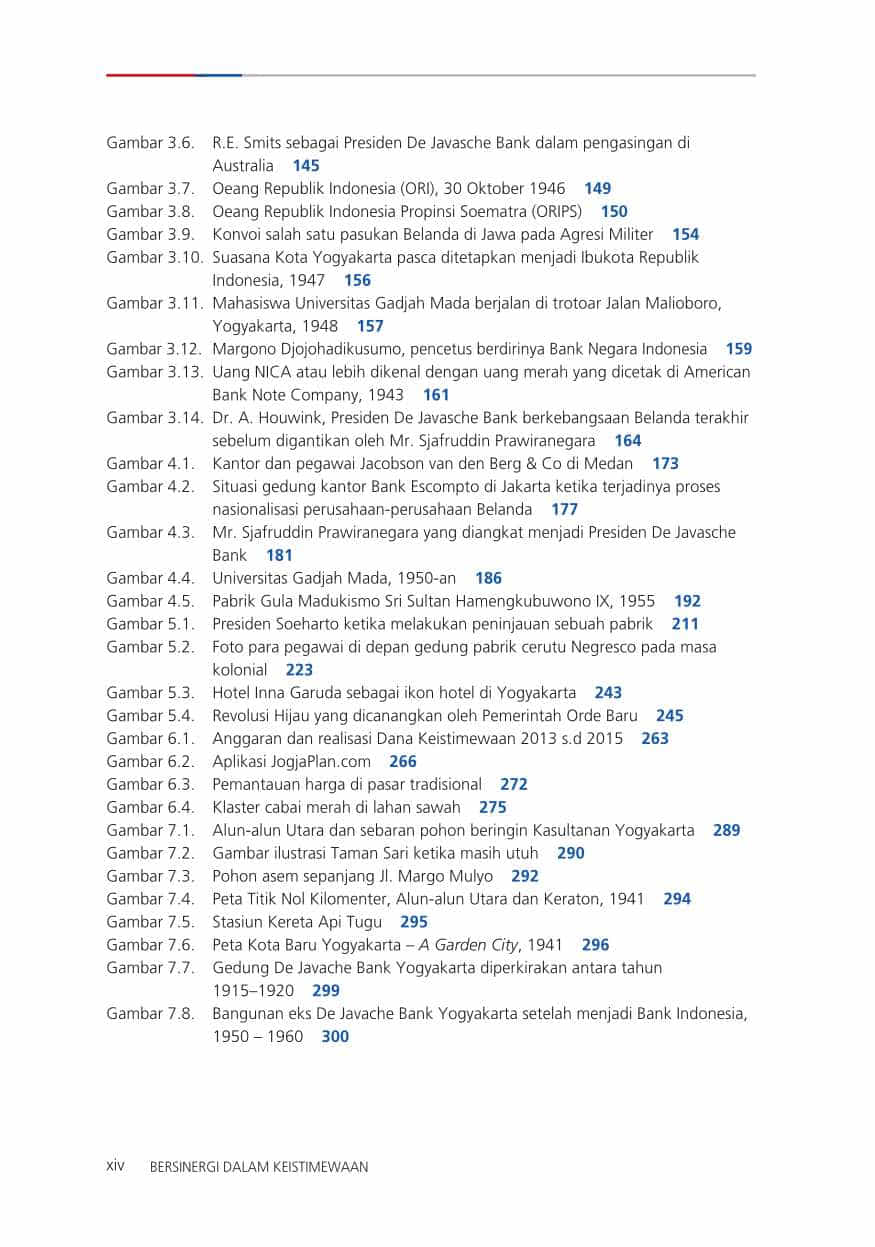 Gambar 3.6. R.E. Smits sebagai Presiden De Javasche Bank dalam pengasingan di
Australia 145
Gambar 3.7. Oeang Republik Indonesia (ORI), 30 Oktober 1946 149
Gambar 3.8. Oeang Republik Indonesia Propinsi Soematra (ORIPS) 150
Gambar 3.9. Konvoi salah satu pasukan Belanda di Jawa pada Agresi Militer 154
Gambar 3.10. Suasana Kota Yogyakarta pasca ditetapkan menjadi Ibukota Republik
Indonesia, 1947 156
Gambar 3.11. Mahasiswa Universitas Gadjah Mada berjalan di trotoar Jalan Malioboro,
Yogyakarta, 1948 157
Gambar 3.12. Margono Djojohadikusumo, pencetus berdirinya Bank Negara Indonesia 159
Gambar 3.13. Uang NICA atau lebih dikenal dengan uang merah yang dicetak di American
Bank Note Company, 1943 161
Gambar 3.14. Dr. A. Houwink, Presiden De Javasche Bank berkebangsaan Belanda terakhir
sebelum digantikan oleh Mr. Sjafruddin Prawiranegara 164
Gambar 4.1. Kantor dan pegawai Jacobson van den Berg & Co di Medan 173
Gambar 4.2. Situasi gedung kantor Bank Escompto di Jakarta ketika terjadinya proses
nasionalisasi perusahaan-perusahaan Belanda 177
Gambar 4.3. Mr. Sjafruddin Prawiranegara yang diangkat menjadi Presiden De Javasche
Bank 181
Gambar 4.4. Universitas Gadjah Mada, 1950-an 186
Gambar 4.5. Pabrik Gula Madukismo Sri Sultan Hamengkubuwono IX, 1955 192
Gambar 5.1. Presiden Soeharto ketika melakukan peninjauan sebuah pabrik 211
Gambar 5.2. Foto para pegawai di depan gedung pabrik cerutu Negresco pada masa
kolonial 223
Gambar 5.3. Hotel Inna Garuda sebagai ikon hotel di Yogyakarta 243
Gambar 5.4. Revolusi Hijau yang dicanangkan oleh Pemerintah Orde Baru 245
Gambar 6.1. Anggaran dan realisasi Dana Keistimewaan 2013 s.d 2015 263
Gambar 6.2. Aplikasi JogjaPlan.com 266
Gambar 6.3. Pemantauan harga di pasar tradisional 272
Gambar 6.4. Klaster cabai merah di lahan sawah 275
Gambar 7.1. Alun-alun Utara dan sebaran pohon beringin Kasultanan Yogyakarta 289
Gambar 7.2. Gambar ilustrasi Taman Sari ketika masih utuh 290
Gambar 7.3. Pohon asem sepanjang Jl. Margo Mulyo 292
Gambar 7.4. Peta Titik Nol Kilomenter, Alun-alun Utara dan Keraton, 1941 294
Gambar 7.5. Stasiun Kereta Api Tugu 295
Gambar 7.6. Peta Kota Baru Yogyakarta – A Garden City, 1941 296
Gambar 7.7. Gedung De Javache Bank Yogyakarta diperkirakan antara tahun
1915–1920 299
Gambar 7.8. Bangunan eks De Javache Bank Yogyakarta setelah menjadi Bank Indonesia,
1950 – 1960 300
xiv BERSINERGI DALAM KEISTIMEWAAN